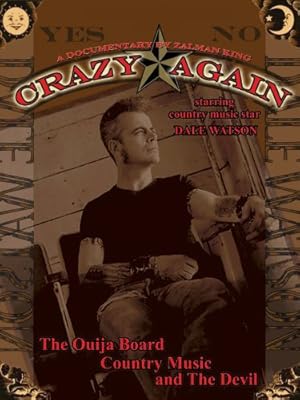 YES NO
A DOCUMENTARY BY ZALMAN KING
CRAZY AGAIN
starring
country music star
DALE WATSON
The Ouija Board
Country Music
and The Devil